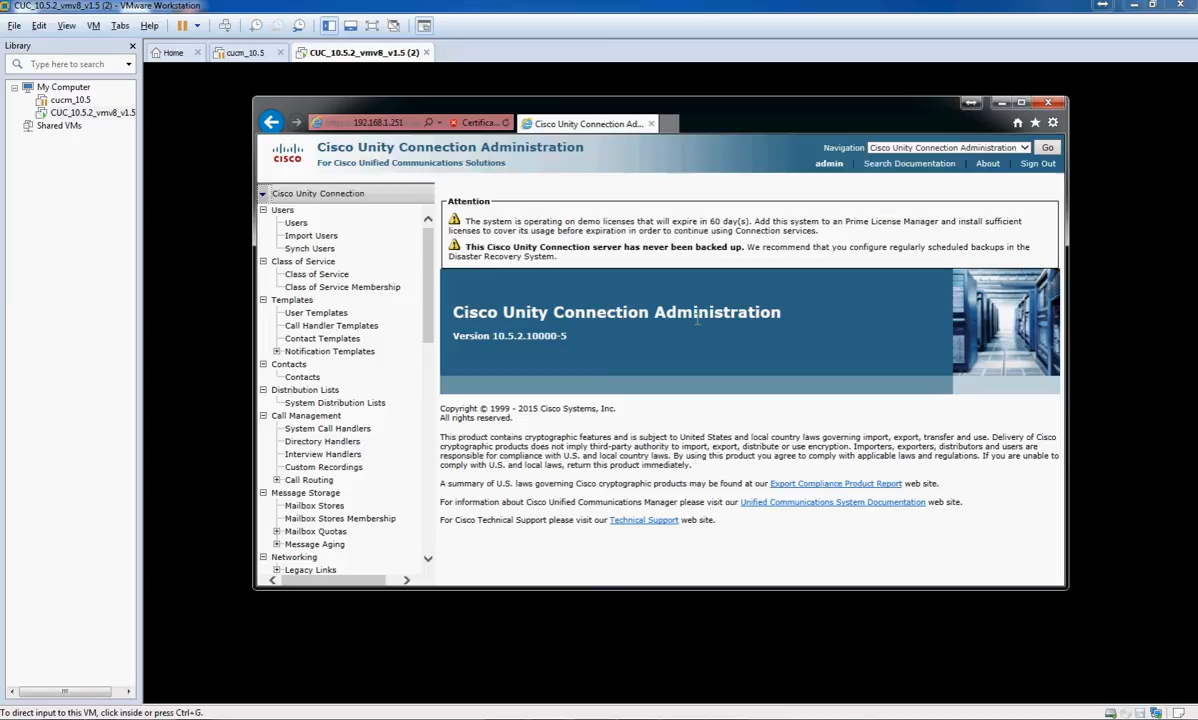 CUC_10.5.2_vmv8_v1.5 (2) - VMware Workstation
File Edit View VM Tabs Help
Library
Type here to search
My Computer
cucm_10.5
CUC_10.5.2_vmv8_v1.5
Shared VMs
Home
cucm_10.5
CUC_10.5.2_vmv8_v1.5 (2)
192.168.1.251
Certifica...
Cisco Unity Connection Ad...
CISCO
Cisco Unity Connection Administration
For Cisco Unified Communications Solutions
Navigation
Cisco Unity Connection Administration
Go
admin
Search Documentation
About
Sign Out
Cisco Unity Connection
Users
Users
Import Users
Synch Users
Class of Service
Class of Service
Class of Service Membership
Templates
User Templates
Call Handler Templates
Contact Templates
Notification Templates
Contacts
Contacts
Distribution Lists
System Distribution Lists
Call Management
System Call Handlers
Directory Handlers
Interview Handlers
Custom Recordings
Call Routing
Message Storage
Mailbox Stores
Mailbox Stores Membership
Mailbox Quotas
Message Aging
Networking
Legacy Links
Attention
The system is operating on demo licenses that will expire in 60 day(s). Add this system to an Prime License Manager and install sufficient
licenses to cover its usage before expiration in order to continue using Connection services.
This Cisco Unity Connection server has never been backed up. We recommend that you configure regularly scheduled backups in the
Disaster Recovery System.
Cisco Unity Connection Administration
Version 10.5.2.10000-5
Copyright © 1999 - 2015 Cisco Systems, Inc.
All rights reserved.
This product contains cryptographic features and is subject to United States and local country laws governing import, export, transfer and use. Delivery of Cisco
cryptographic products does not imply third-party authority to import, export, distribute or use encryption. Importers, exporters, distributors and users are
responsible for compliance with U.S. and local country laws. By using this product you agree to comply with applicable laws and regulations. If you are unable to
comply with U.S. and local laws, return this product immediately.
A summary of U.S. laws governing Cisco cryptographic products may be found at our Export Compliance Product Report web site.
For information about Cisco Unified Communications Manager please visit our Unified Communications System Documentation web site.
For Cisco Technical Support please visit our Technical Support web site.
To direct input to this VM, click inside or press Ctrl+G.